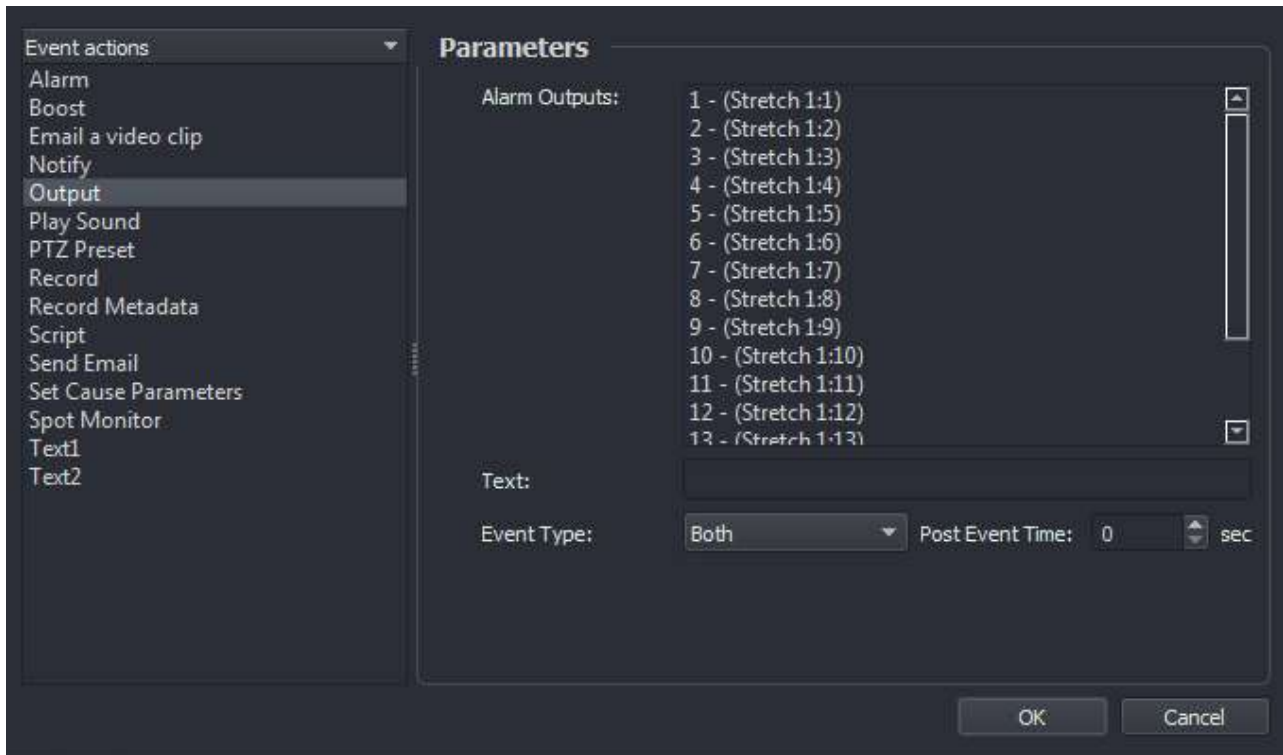 Event actions
Alarm
Boost
Email a video clip
Notify
Output
Play Sound
PTZ Preset
Record
Record Metadata
Script
Send Email
Set Cause Parameters
Spot Monitor
Text1
Text2
Parameters
Alarm Outputs:
1 - (Stretch 1:1)
2 - (Stretch 1:2)
3 - (Stretch 1:3)
4 - (Stretch 1:4)
5 - (Stretch 1:5)
6 - (Stretch 1:6)
7 - (Stretch 1:7)
8 - (Stretch 1:8)
9 - (Stretch 1:9)
10 - (Stretch 1:10)
11 - (Stretch 1:11)
12 - (Stretch 1:12)
13 - (Stretch 1:13)
Text:
Event Type: Both Post Event Time: 0 sec
OK Cancel